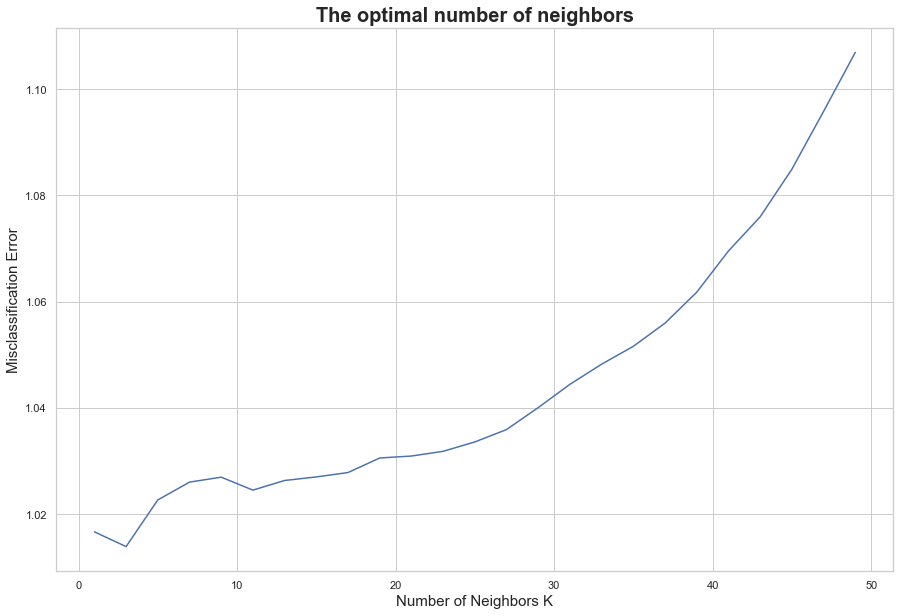 The optimal number of neighbors
Misclassification Error
1.10
1.08
1.06
1.04
1.02
0 10 20 30 40 50
Number of Neighbors K